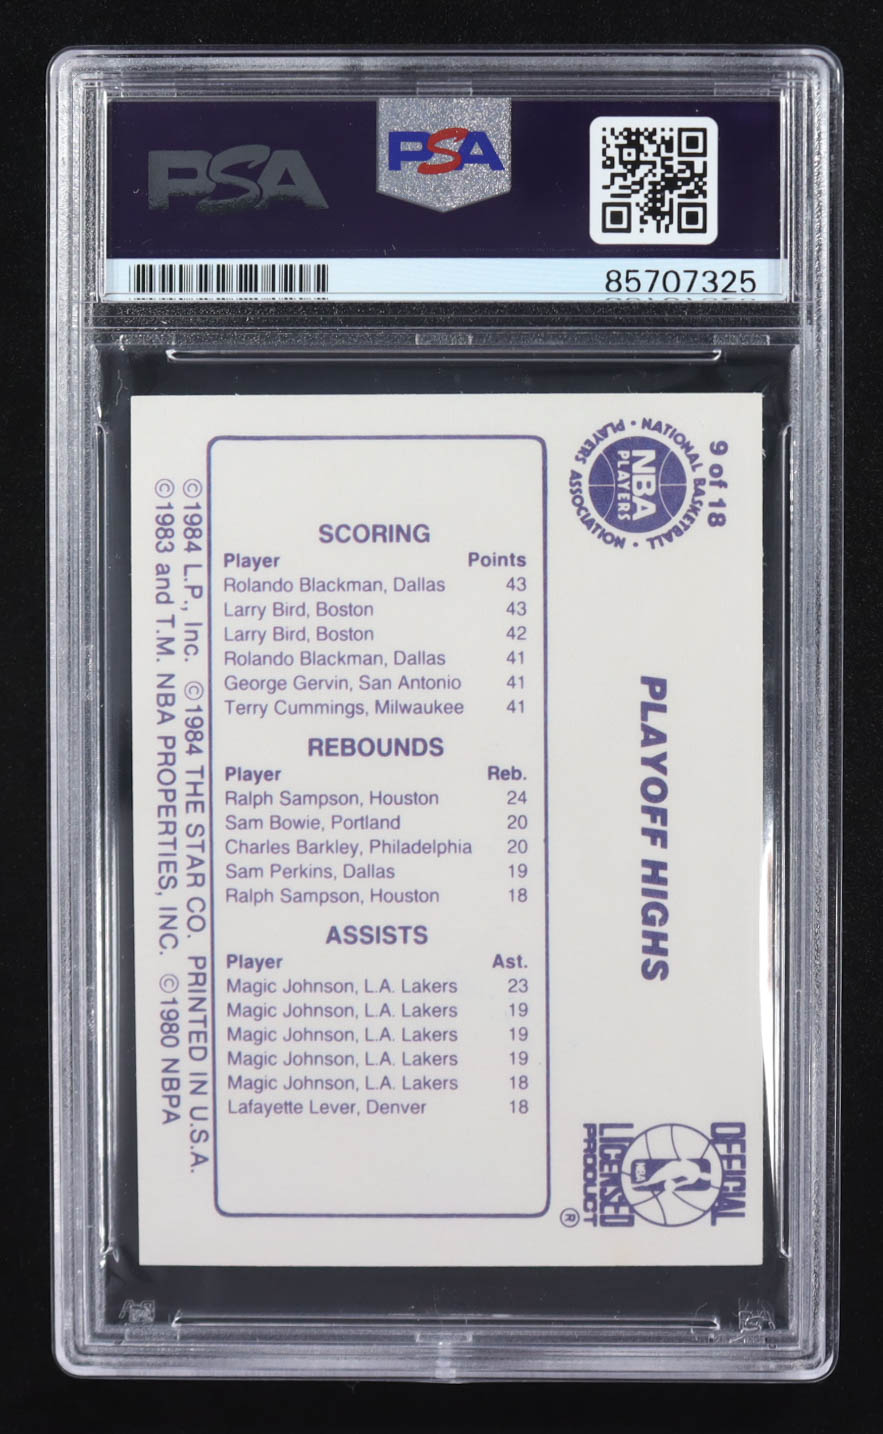 PSA
PSA
85707325
9 of 18
NATIONAL BASKETBALL
PLAYERS ASSOCIATION
NBA
PLAYERS
PLAYOFF HIGHS
SCORING
Player Points
Rolando Blackman, Dallas 43
Larry Bird, Boston 43
Larry Bird, Boston 42
Rolando Blackman, Dallas 41
George Gervin, San Antonio 41
Terry Cummings, Milwaukee 41
REBOUNDS
Player Reb.
Ralph Sampson, Houston 24
Sam Bowie, Portland 20
Charles Barkley, Philadelphia 20
Sam Perkins, Dallas 19
Ralph Sampson, Houston 18
ASSISTS
Player Ast.
Magic Johnson, L.A. Lakers 23
Magic Johnson, L.A. Lakers 19
Magic Johnson, L.A. Lakers 19
Magic Johnson, L.A. Lakers 19
Magic Johnson, L.A. Lakers 18
Lafayette Lever, Denver 18
OFFICIAL
NBA
LICENSED
PRODUCT
®
©1984 L.P., Inc. ©1984 THE STAR CO. PRINTED IN U.S.A.
©1983 and T.M. NBA PROPERTIES, INC. ©1980 NBPA